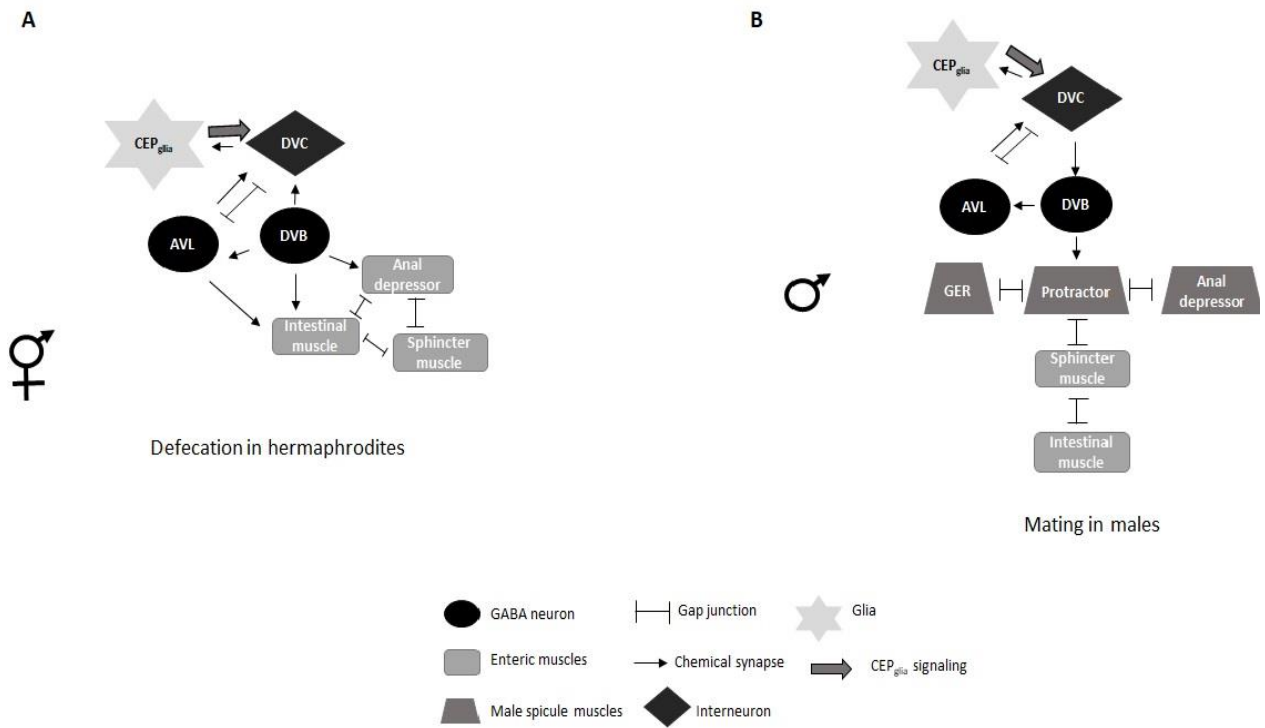 A
CEPglia
DVC
AVL
DVB
Anal
depressor
Intestinal
muscle
Sphincter
muscle
Defecation in hermaphrodites
B
CEPglia
DVC
AVL
DVB
GER
Protractor
Anal
depressor
Sphincter
muscle
Intestinal
muscle
Mating in males
GABA neuron
Gap junction
Glia
Enteric muscles
Chemical synapse
CEPglia signaling
Male spicule muscles
Interneuron